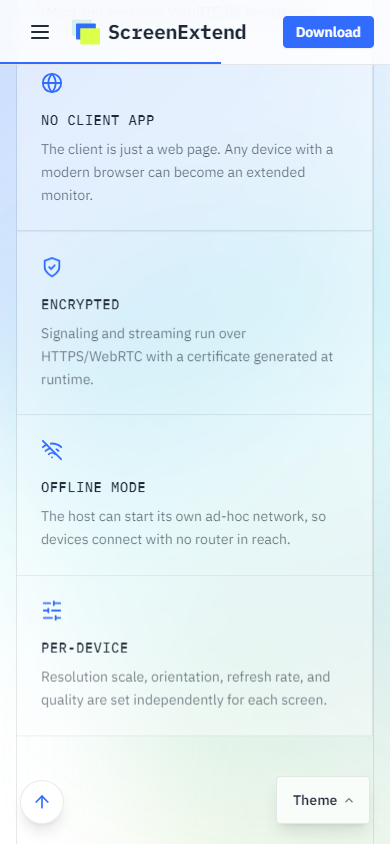 ScreenExtend
Download
NO CLIENT APP
The client is just a web page. Any device with a
modern browser can become an extended
monitor.
ENCRYPTED
Signaling and streaming run over
HTTPS/WebRTC with a certificate generated at
runtime.
OFFLINE MODE
The host can start its own ad-hoc network, so
devices connect with no router in reach.
PER-DEVICE
Resolution scale, orientation, refresh rate, and
quality are set independently for each screen.
Theme